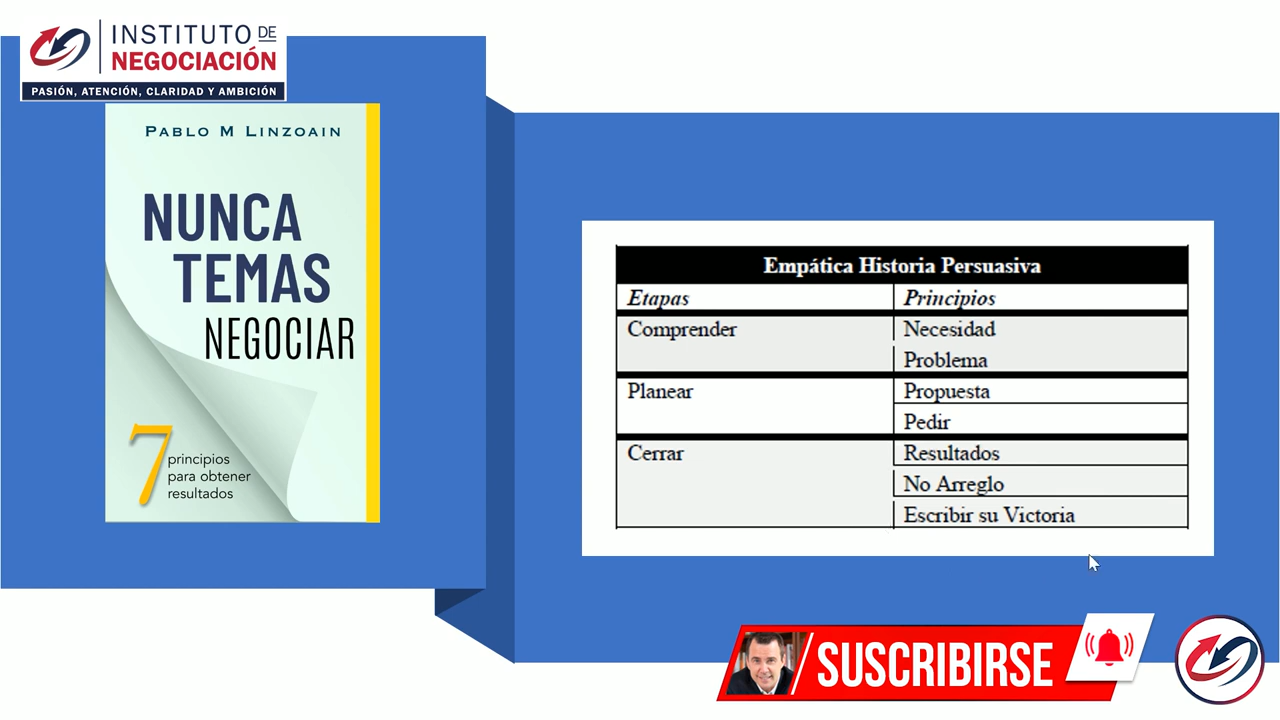 INSTITUTO DE
NEGOCIACIÓN
PASIÓN, ATENCIÓN, CLARIDAD Y AMBICIÓN
PABLO M LINZOAIN
NUNCA
TEMAS
NEGOCIAR
7
principios
para obtener
resultados
Empática Historia Persuasiva
Etapas Principios
Comprender Necesidad
Problema
Planear Propuesta
Pedir
Cerrar Resultados
No Arreglo
Escribir su Victoria
SUSCRIBIRSE